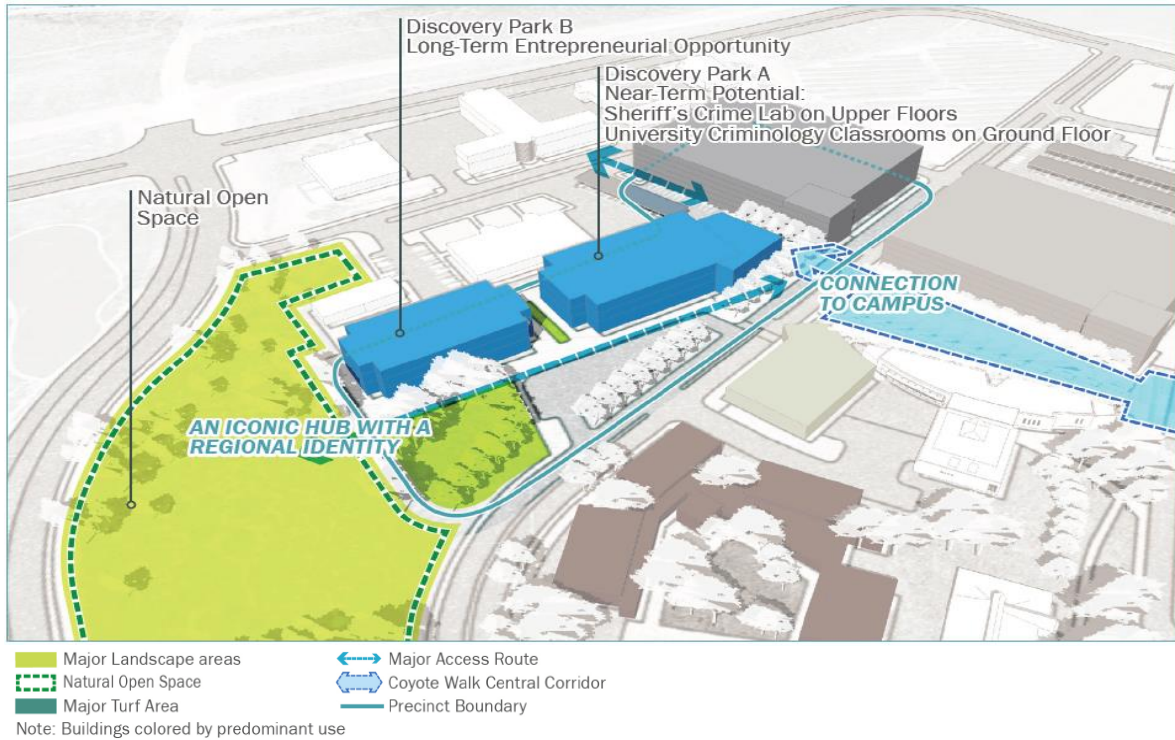 Discovery Park B
Long-Term Entrepreneurial Opportunity
Discovery Park A
Near-Term Potential:
Sheriff's Crime Lab on Upper Floors
University Criminology Classrooms on Ground Floor
Natural Open
Space
CONNECTION
TO CAMPUS
AN ICONIC HUB WITH A
REGIONAL IDENTITY
Major Landscape areas
Natural Open Space
Major Turf Area
Major Access Route
Coyote Walk Central Corridor
Precinct Boundary
Note: Buildings colored by predominant use